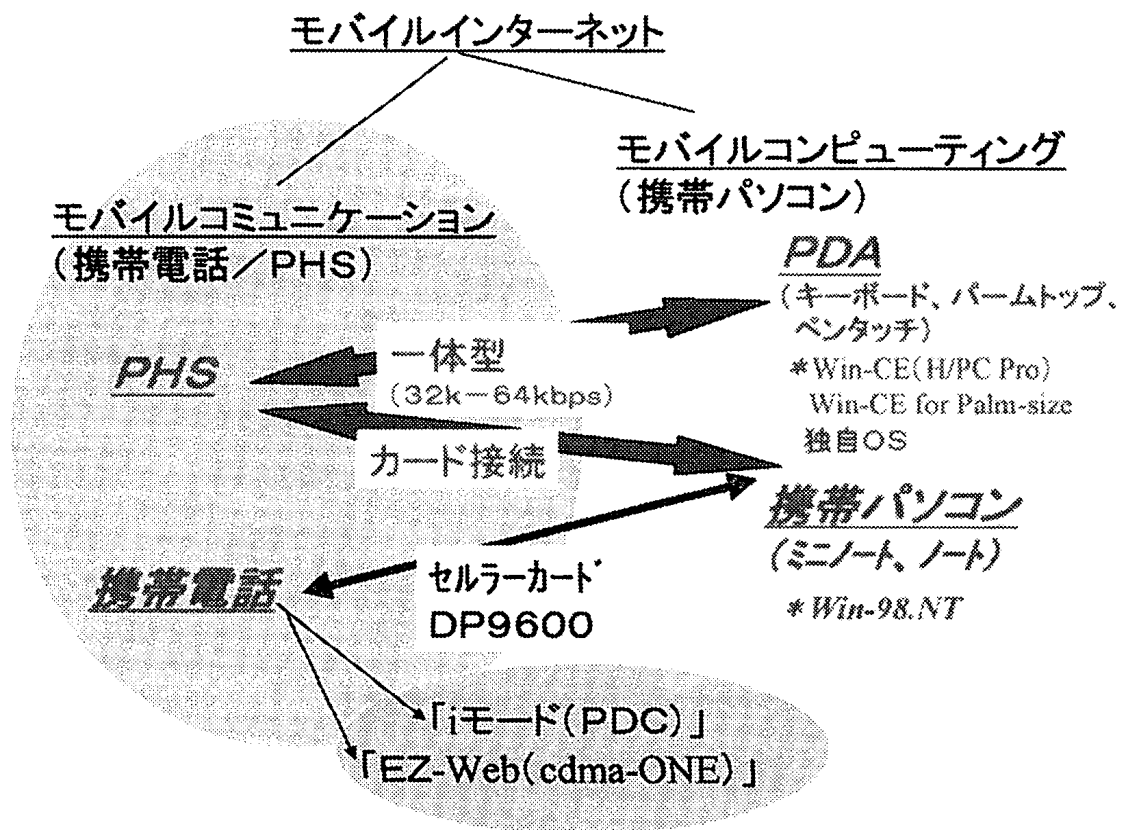 モバイルインターネット
モバイルコンピューティング
(携帯パソコン)
モバイルコミュニケーション
(携帯電話/PHS)
PDA
(キーボード、パームトップ、
ペンタッチ)
*Win-CE(H/PC Pro)
Win-CE for Palm-size
独自OS
PHS
一体型
(32k-64kbps)
カード接続
携帯パソコン
(ミニノート、ノート)
*Win-98.NT
携帯電話
セルラーカード
DP9600
「iモード(PDC)」
「EZ-Web(cdma-ONE)」